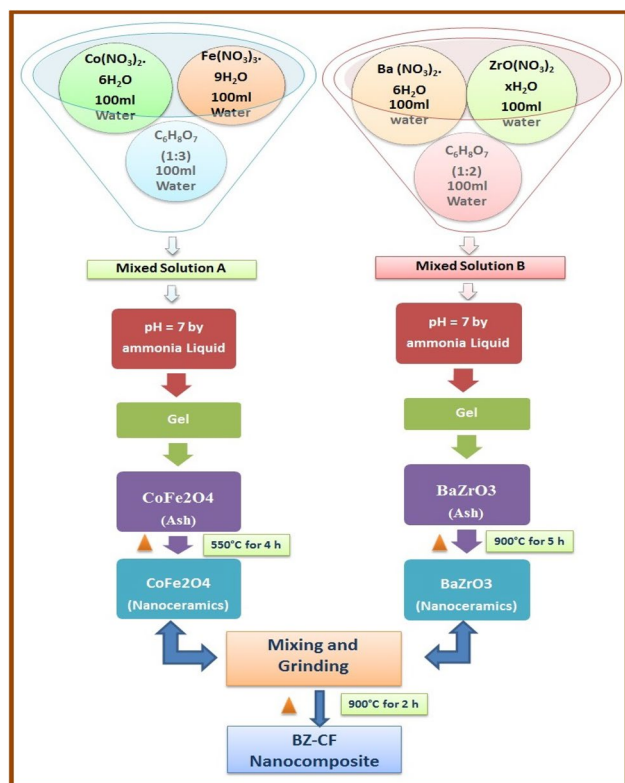 Co(NO₃)₂.
6H₂O
100ml
Water
Fe(NO₃)₃.
9H₂O
100ml
Water
C₆H₈O₇
(1:3)
100ml
Water
Mixed Solution A
pH = 7 by
ammonia Liquid
Gel
CoFe2O4
(Ash)
550°C for 4 h
CoFe2O4
(Nanoceramics)
Ba (NO₃)₂.
6H₂O
100ml
water
ZrO(NO₃)₂
xH₂O
100ml
water
C₆H₈O₇
(1:2)
100ml
Water
Mixed Solution B
pH = 7 by
ammonia Liquid
Gel
BaZrO3
(Ash)
900°C for 5 h
BaZrO3
(Nanoceramics)
Mixing and
Grinding
900°C for 2 h
BZ-CF
Nanocomposite